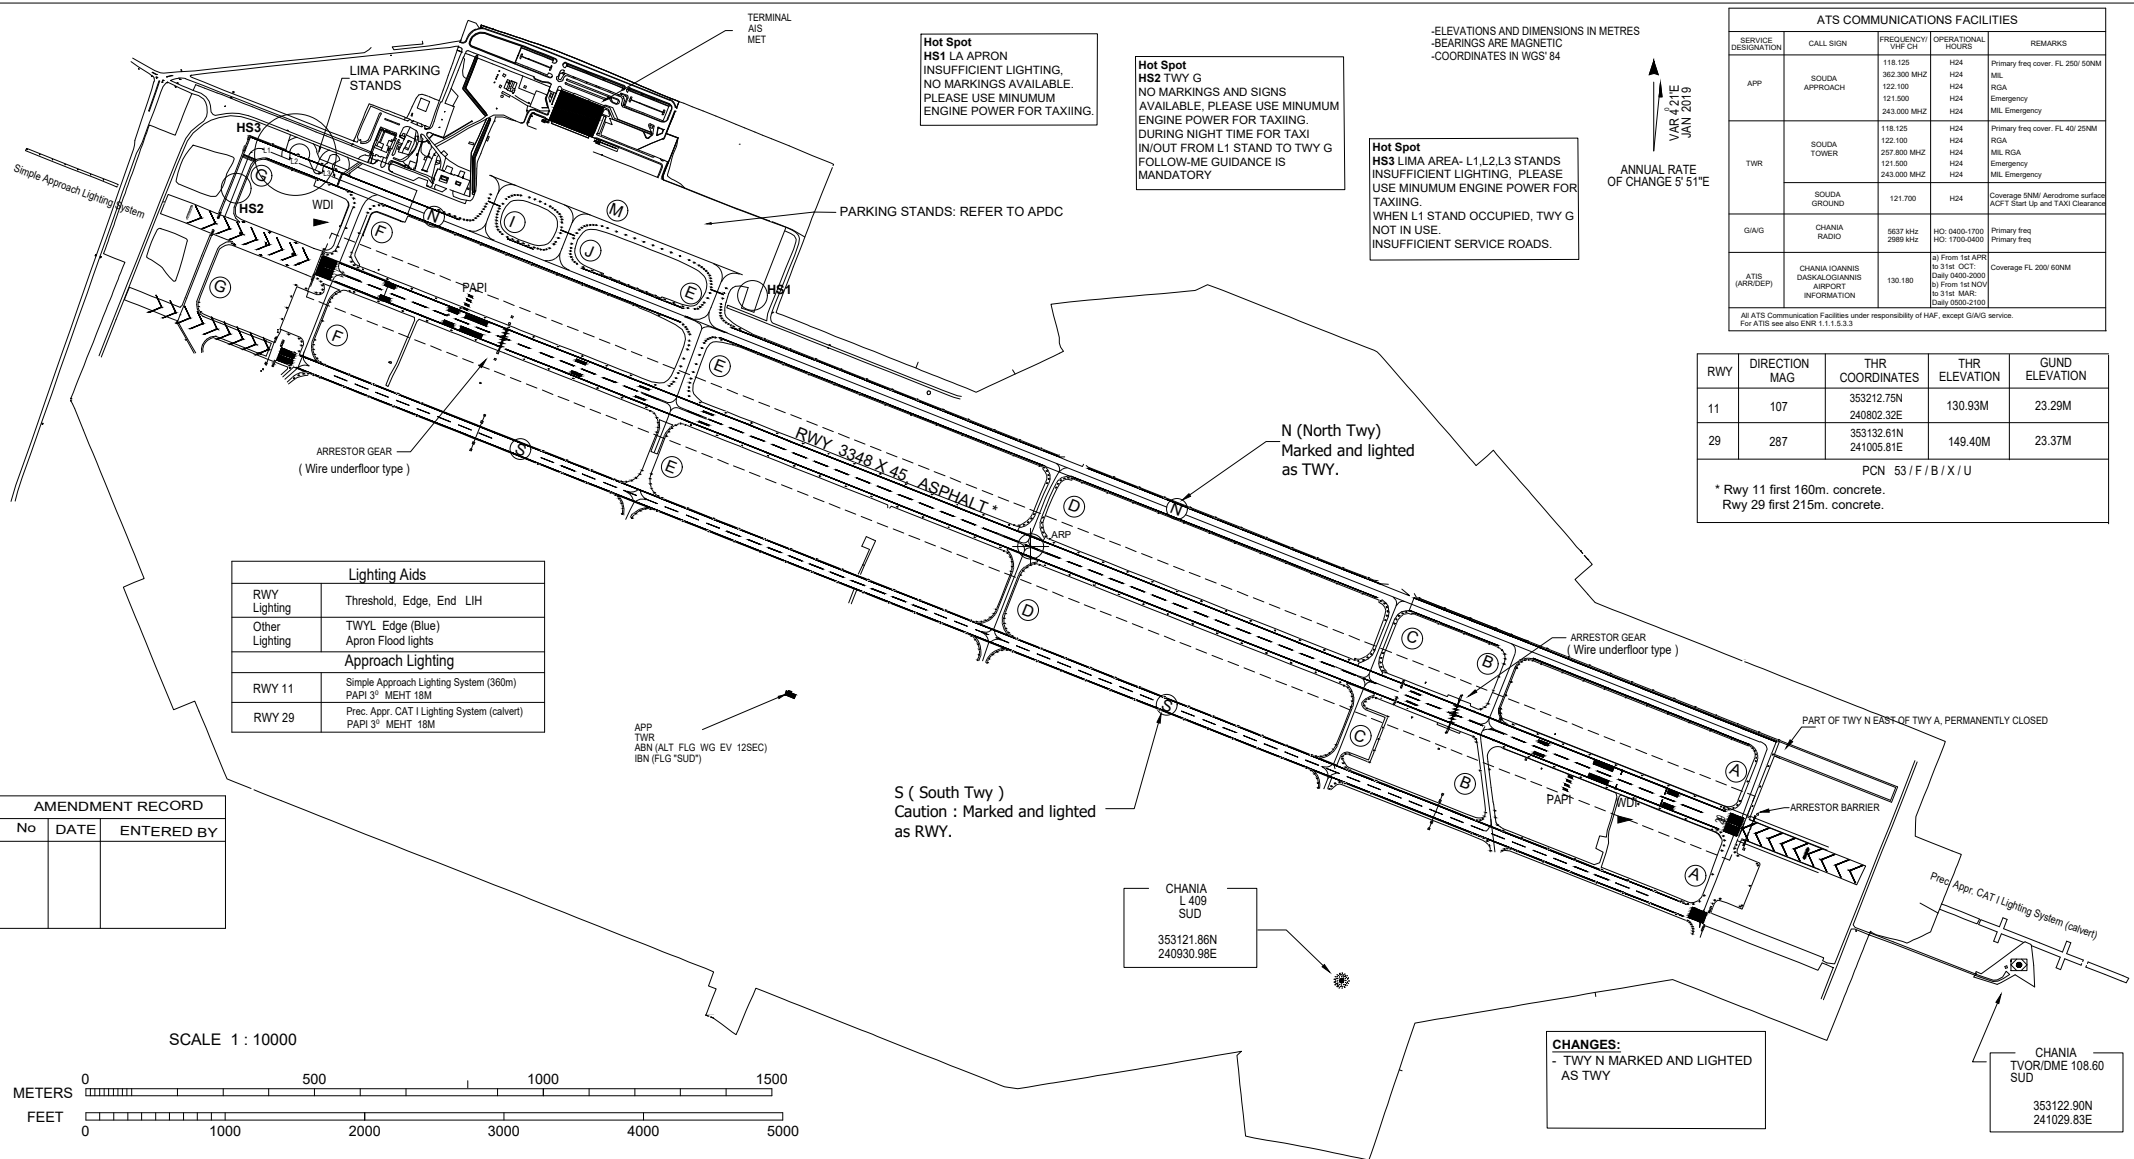 TERMINAL
AIS
MET
LIMA PARKING
STANDS
Hot Spot
HS1 LA APRON
INSUFFICIENT LIGHTING,
NO MARKINGS AVAILABLE.
PLEASE USE MINUMUM
ENGINE POWER FOR TAXIING.
Hot Spot
HS2 TWY G
NO MARKINGS AND SIGNS
AVAILABLE, PLEASE USE MINUMUM
ENGINE POWER FOR TAXIING.
DURING NIGHT TIME FOR TAXI
IN/OUT FROM L1 STAND TO TWY G
FOLLOW-ME GUIDANCE IS
MANDATORY
Hot Spot
HS3 LIMA AREA- L1,L2,L3 STANDS
INSUFFICIENT LIGHTING, PLEASE
USE MINUMUM ENGINE POWER FOR
TAXIING.
WHEN L1 STAND OCCUPIED, TWY G
NOT IN USE.
INSUFFICIENT SERVICE ROADS.
-ELEVATIONS AND DIMENSIONS IN METRES
-BEARINGS ARE MAGNETIC
-COORDINATES IN WGS' 84
VAR 4°21'E
JAN 2019
ANNUAL RATE
OF CHANGE 5' 51"E
ATS COMMUNICATIONS FACILITIES
SERVICE DESIGNATION CALL SIGN FREQUENCY/ VHF CH OPERATIONAL HOURS REMARKS
APP SOUDA APPROACH
118.125 H24 Primary freq cover. FL 250/ 50NM
362.300 MHZ H24 MIL
122.100 H24 RGA
121.500 H24 Emergency
243.000 MHZ H24 MIL Emergency
TWR SOUDA TOWER
118.125 H24 Primary freq cover. FL 40/ 25NM
122.100 H24 RGA
257.800 MHZ H24 MIL RGA
121.500 H24 Emergency
243.000 MHZ H24 MIL Emergency
SOUDA GROUND 121.700 H24 Coverage 5NM/ Aerodrome surface
ACFT Start Up and TAXI Clearance
G/A/G CHANIA RADIO
5637 kHz HO: 0400-1700 Primary freq
2989 kHz HO: 1700-0400 Primary freq
ATIS (ARR/DEP)
CHANIA IOANNIS
DASKALOGIANNIS
AIRPORT
INFORMATION
130.180
a) From 1st APR
to 31st OCT:
Daily 0400-2000
b) From 1st NOV
to 31st MAR:
Daily 0500-2100
Coverage FL 200/ 60NM
All ATS Communication Facilities under responsibility of HAF, except G/A/G service.
For ATIS see also ENR 1.1.1.5.3.3
RWY DIRECTION MAG THR COORDINATES THR ELEVATION GUND ELEVATION
11 107 353212.75N 240802.32E 130.93M 23.29M
29 287 353132.61N 241005.81E 149.40M 23.37M
PCN 53 / F / B / X / U
* Rwy 11 first 160m. concrete.
Rwy 29 first 215m. concrete.
HS3
L1
L2
L3
G
HS2
WDI
Simple Approach Lighting System
N
F
I
J
M
E
HS1
PARKING STANDS: REFER TO APDC
G
F
PAPI
ARRESTOR GEAR
( Wire underfloor type )
S
E
E
RWY 3348 X 45 ASPHALT *
N (North Twy)
Marked and lighted
as TWY.
D
N
ARP
D
C
B
ARRESTOR GEAR
( Wire underfloor type )
S
C
B
PART OF TWY N EAST OF TWY A, PERMANENTLY CLOSED
A
PAPI
WDI
ARRESTOR BARRIER
A
Prec. Appr. CAT I Lighting System (calvert)
Lighting Aids
RWY Lighting Threshold, Edge, End LIH
Other Lighting TWYL Edge (Blue)
Apron Flood lights
Approach Lighting
RWY 11 Simple Approach Lighting System (360m)
PAPI 3° MEHT 18M
RWY 29 Prec. Appr. CAT I Lighting System (calvert)
PAPI 3° MEHT 18M
APP
TWR
ABN (ALT FLG WG EV 12SEC)
IBN (FLG "SUD")
S ( South Twy )
Caution : Marked and lighted
as RWY.
AMENDMENT RECORD
No DATE ENTERED BY
CHANIA
L 409
SUD
353121.86N
240930.98E
CHANGES:
- TWY N MARKED AND LIGHTED
AS TWY
CHANIA
TVOR/DME 108.60
SUD
353122.90N
241029.83E
SCALE 1 : 10000
METERS 0 500 1000 1500
FEET 0 1000 2000 3000 4000 5000